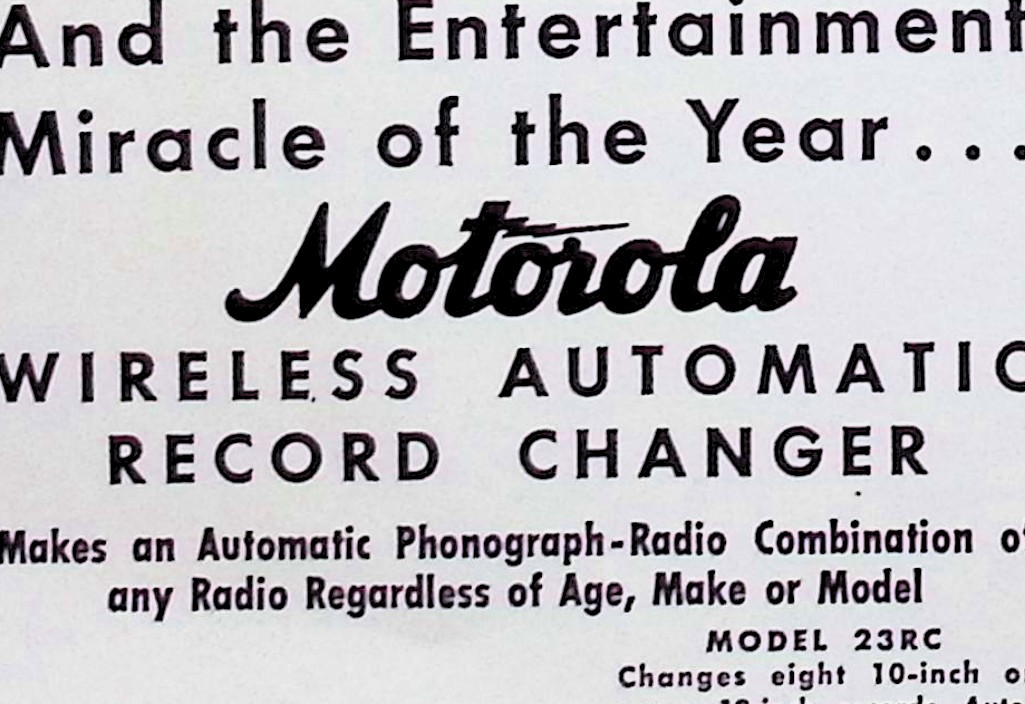 And the Entertainment
Miracle of the Year...
Motorola
WIRELESS AUTOMATIC
RECORD CHANGER
Makes an Automatic Phonograph-Radio Combination of
any Radio Regardless of Age, Make or Model
MODEL 23RC
Changes eight 10-inch